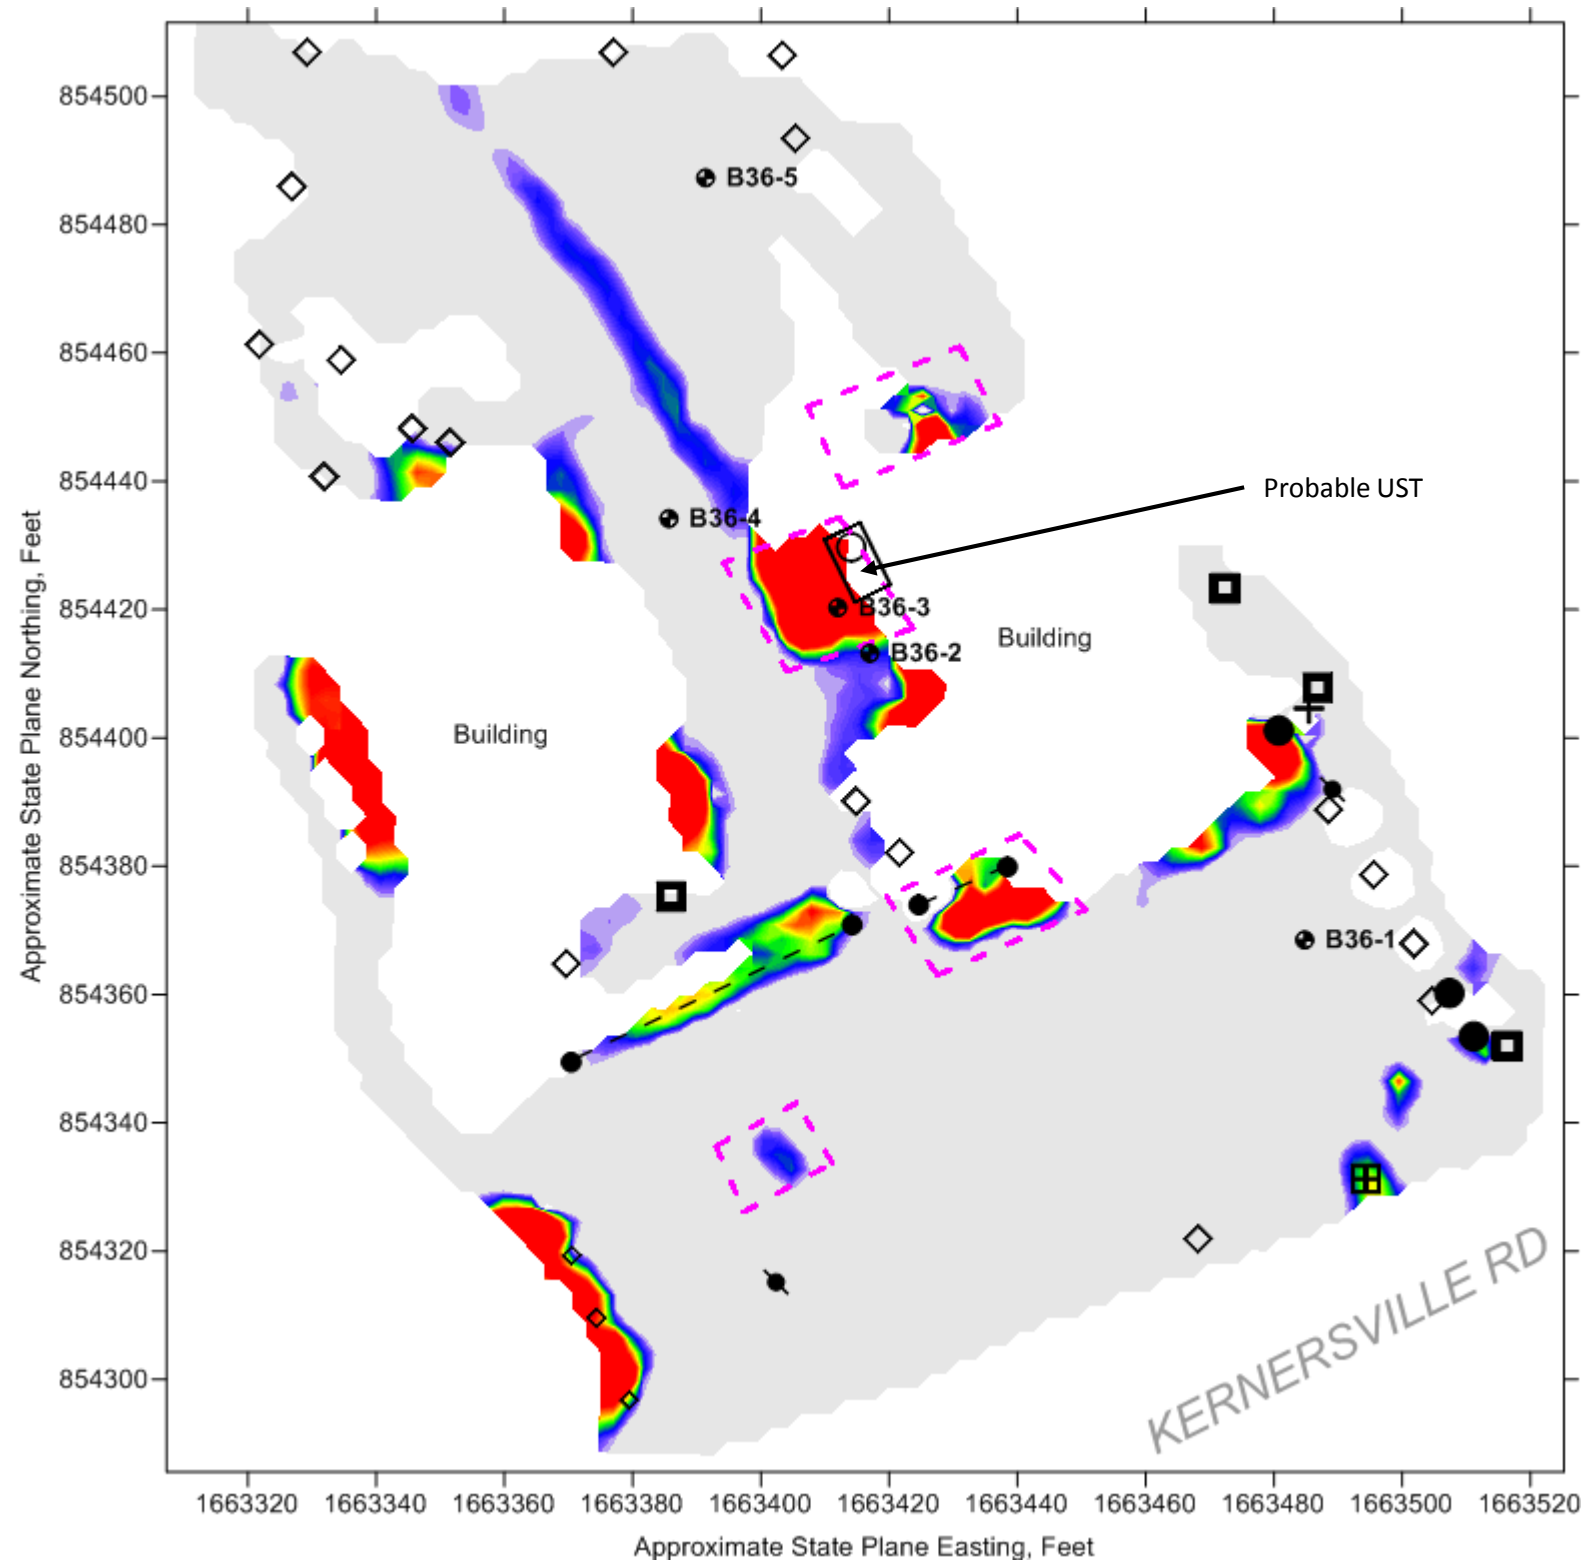 854500
B36-5
854480
854460
854440
Probable UST
B36-4
854420
B36-3
Building
B36-2
854400
Building
854380
B36-1
854360
854340
854320
854300
KERNERSVILLE RD
Approximate State Plane Northing, Feet
1663320 1663340 1663360 1663380 1663400 1663420 1663440 1663460 1663480 1663500 1663520
Approximate State Plane Easting, Feet